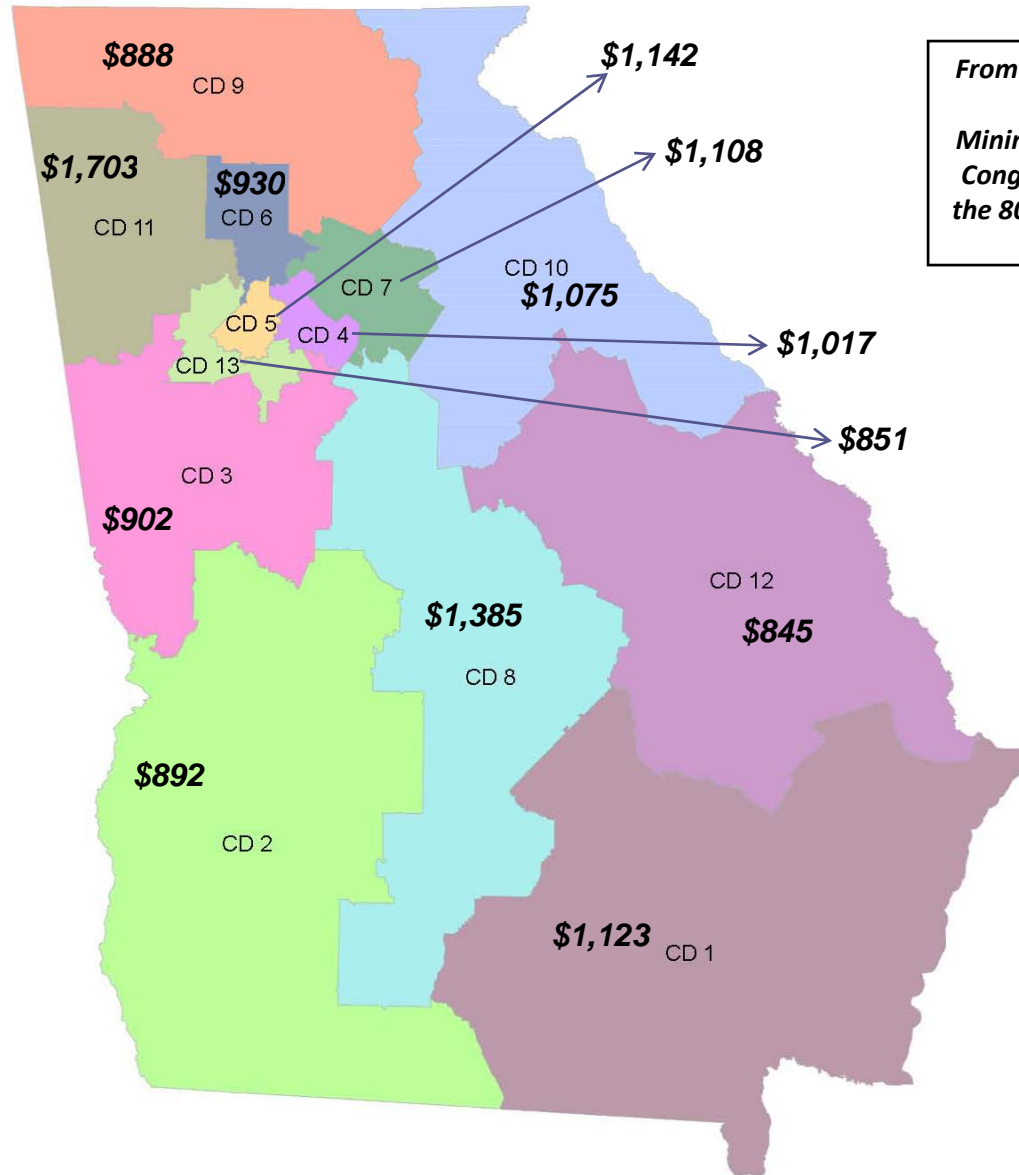 $888
CD 9
$1,142
From
$1,108
Minin
Cong
the 80
$1,703
CD 11
$930
CD 6
CD 7
CD 10
$1,075
CD 5
CD 4
$1,017
CD 13
$851
CD 3
$902
CD 12
$845
$1,385
CD 8
$892
CD 2
$1,123
CD 1